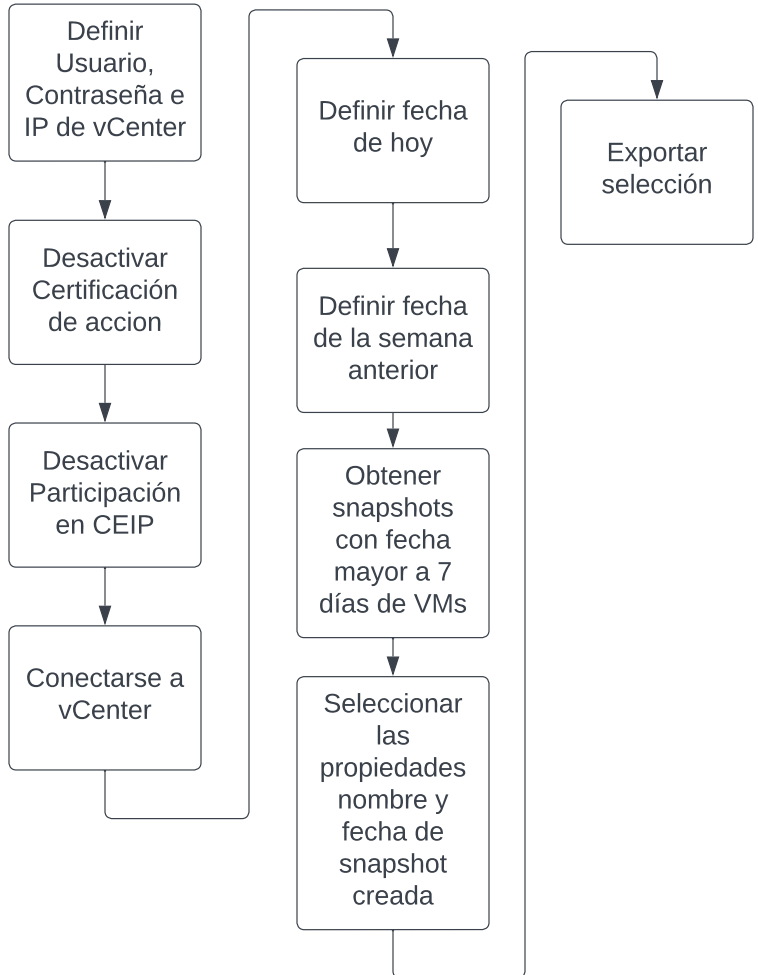 Definir
Usuario,
Contraseña e
IP de vCenter
Desactivar
Certificación
de accion
Desactivar
Participación
en CEIP
Conectarse a
vCenter
Definir fecha
de hoy
Definir fecha
de la semana
anterior
Obtener
snapshots
con fecha
mayor a 7
días de VMs
Seleccionar
las
propiedades
nombre y
fecha de
snapshot
creada
Exportar
selección